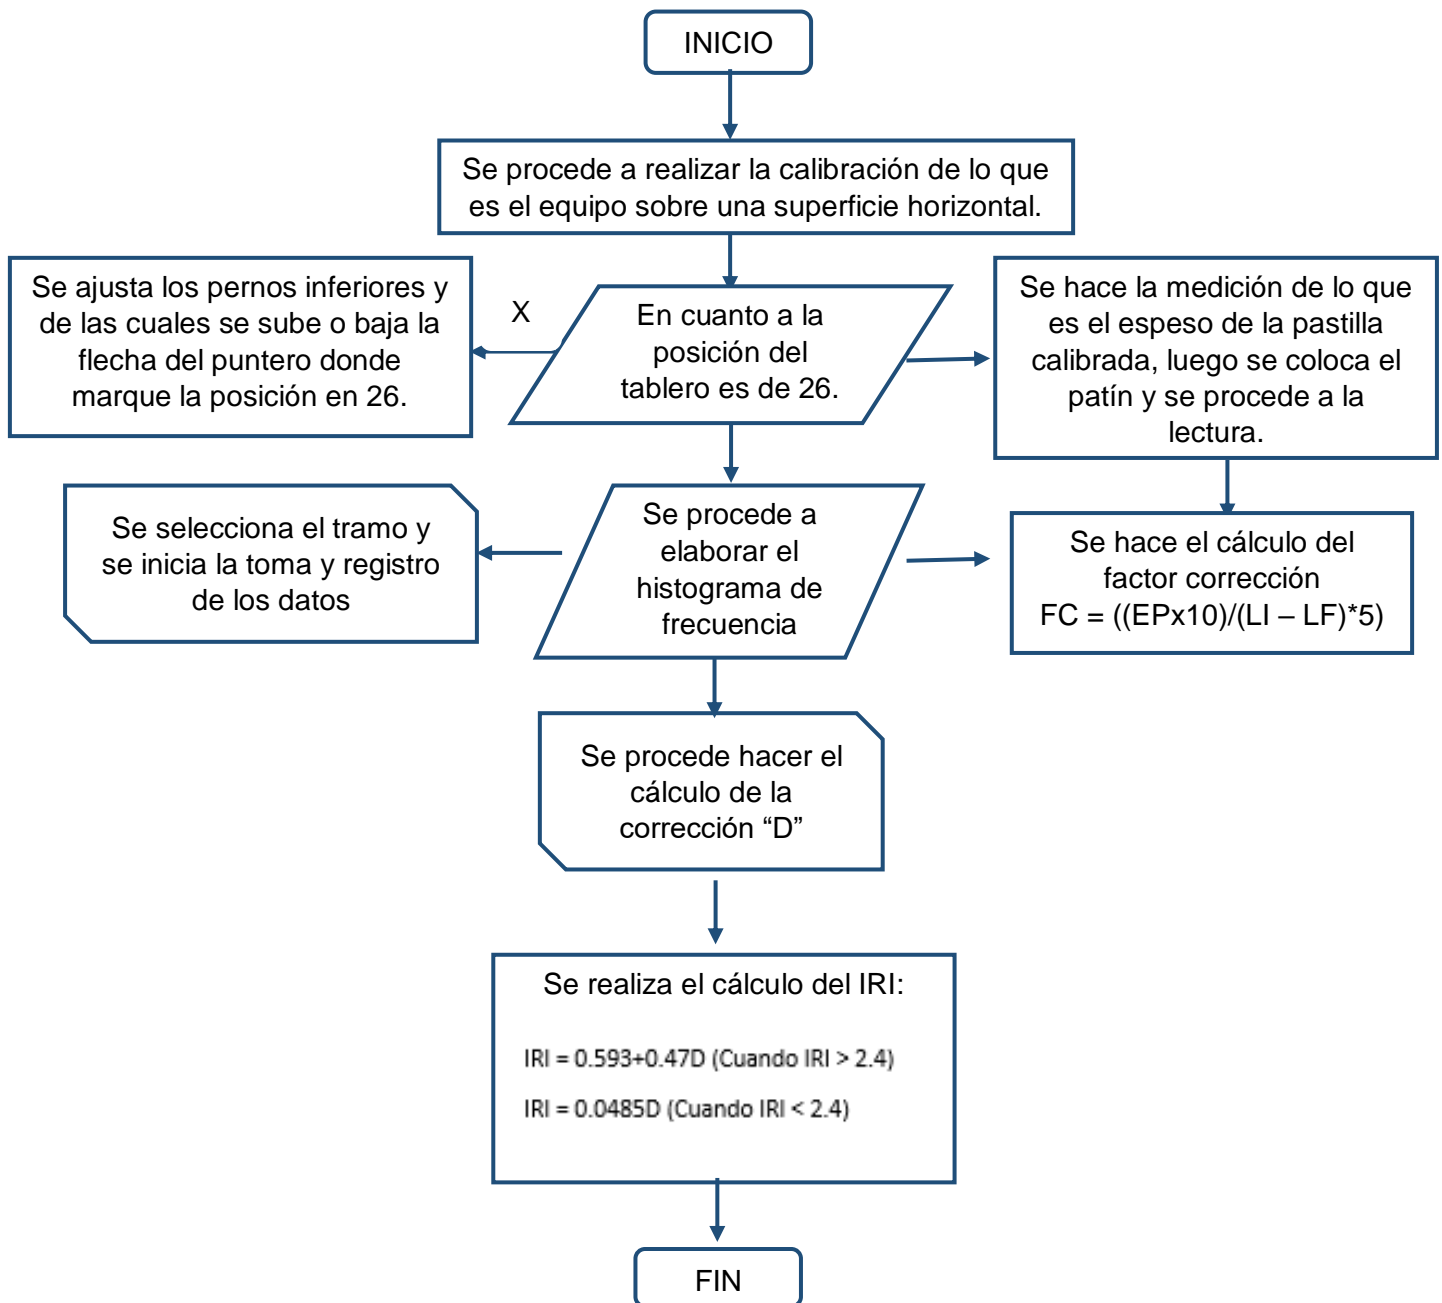 INICIO
Se procede a realizar la calibración de lo que
es el equipo sobre una superficie horizontal.
Se ajusta los pernos inferiores y
de las cuales se sube o baja la
flecha del puntero donde
marque la posición en 26.
X
En cuanto a la
posición del
tablero es de 26.
Se hace la medición de lo que
es el espeso de la pastilla
calibrada, luego se coloca el
patín y se procede a la
lectura.
Se selecciona el tramo y
se inicia la toma y registro
de los datos
Se procede a
elaborar el
histograma de
frecuencia
Se hace el cálculo del
factor corrección
FC = ((EPx10)/(LI – LF)*5)
Se procede hacer el
cálculo de la
corrección “D”
Se realiza el cálculo del IRI:
IRI = 0.593+0.47D (Cuando IRI > 2.4)
IRI = 0.0485D (Cuando IRI < 2.4)
FIN